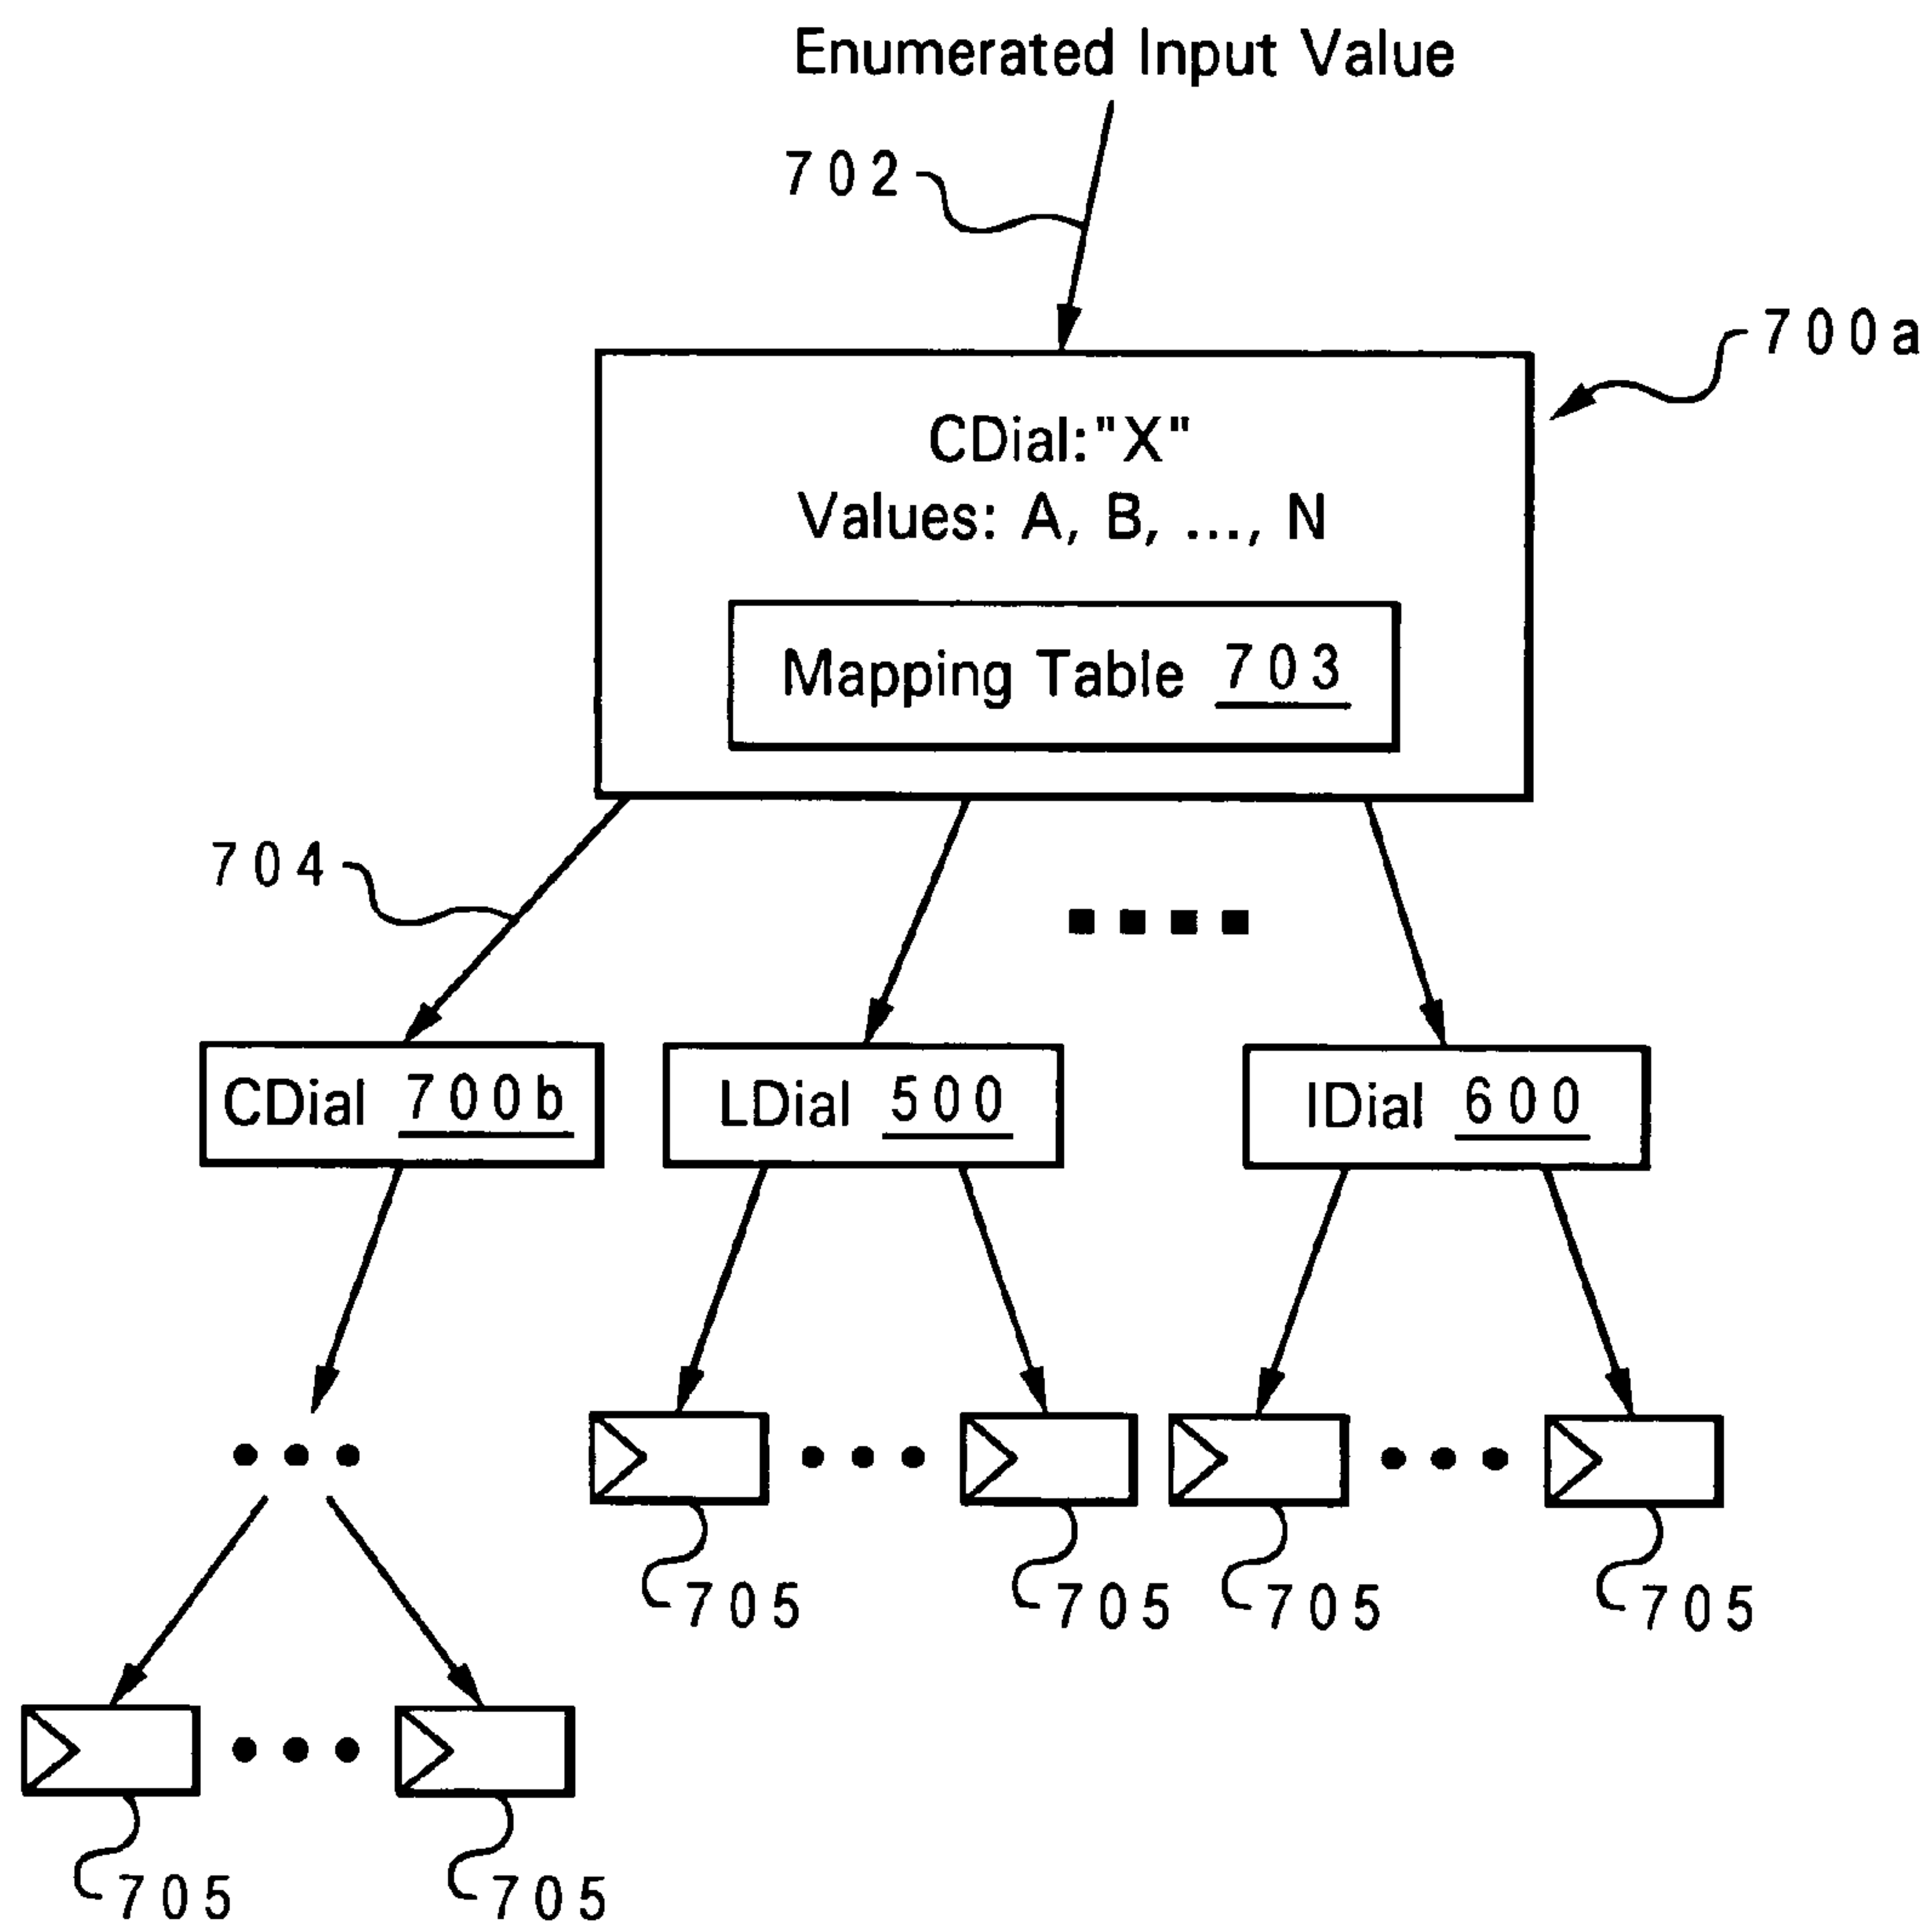 Enumerated Input Value
702
700a
CDial:"X"
Values: A, B, ..., N
Mapping Table 703
704
CDial 700b
LDial 500
IDial 600
705
705
705
705
705
705